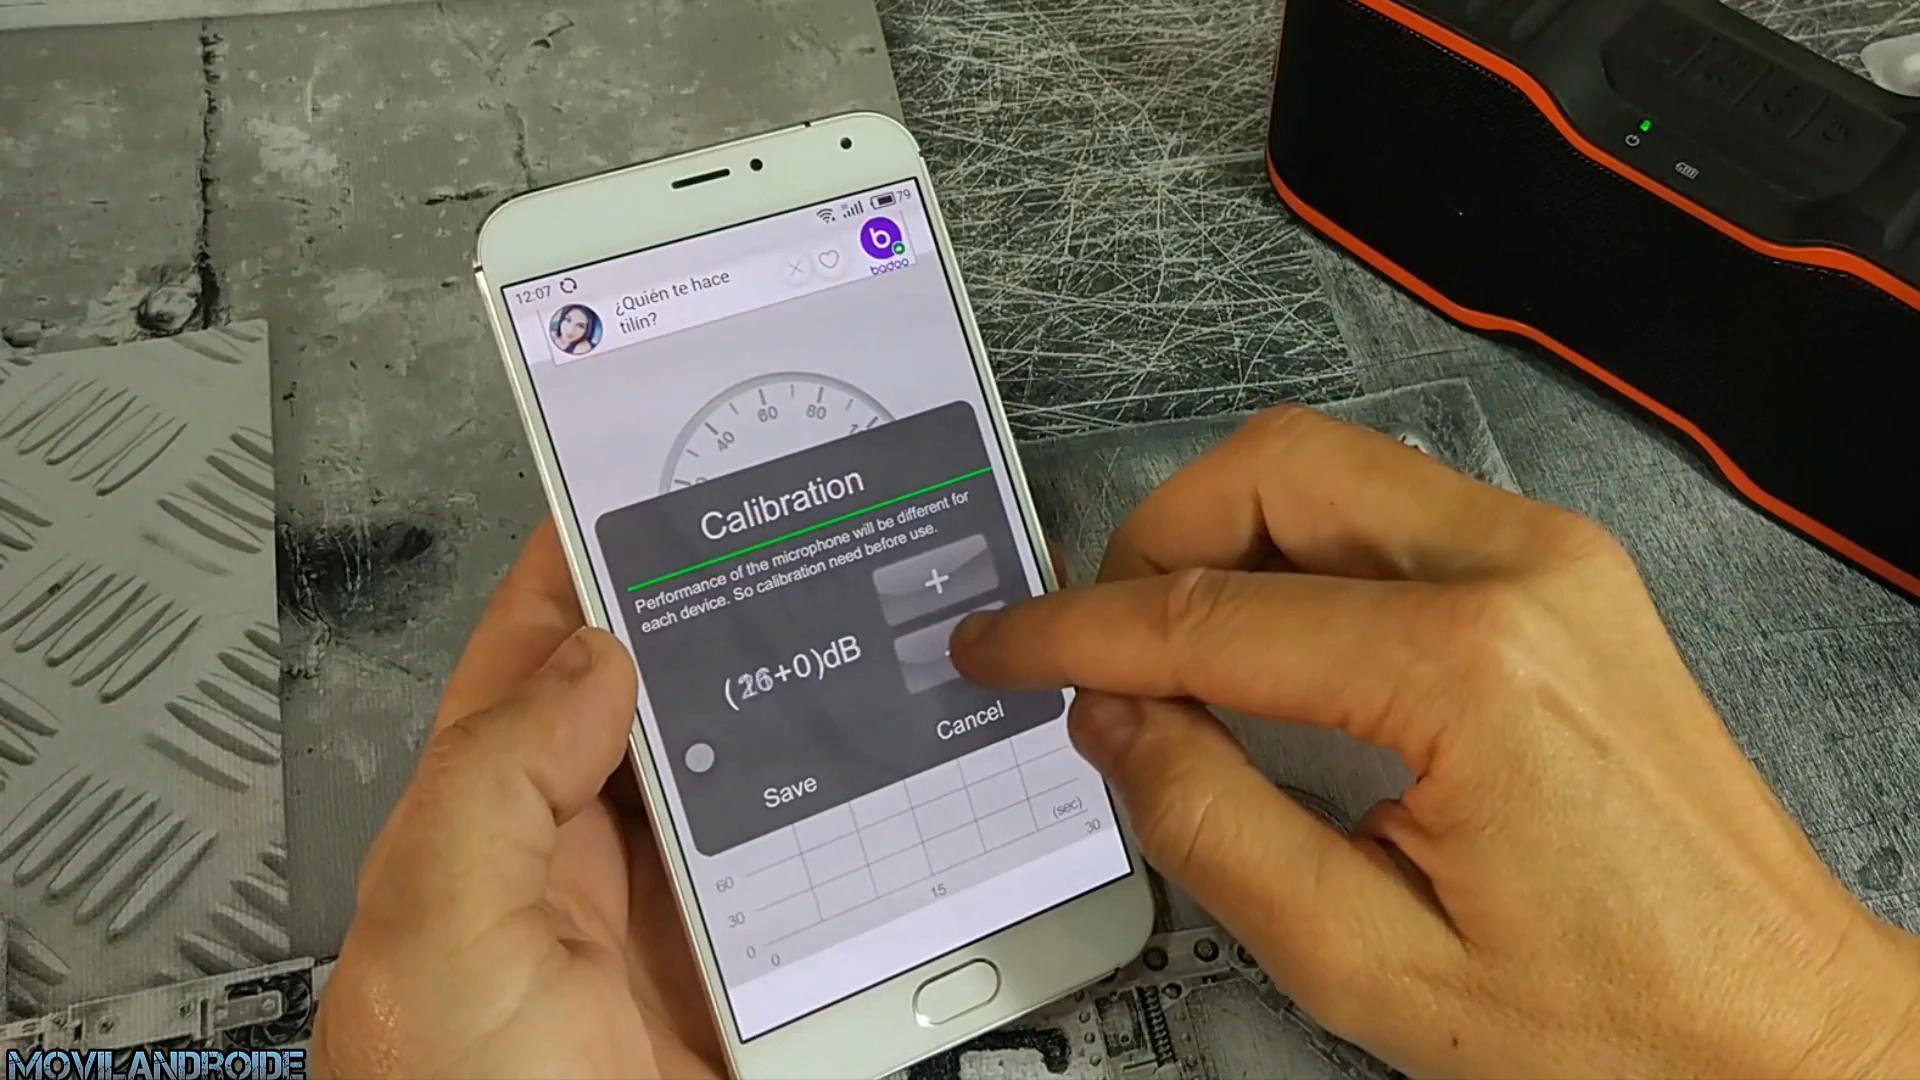 12:07
79
¿Quién te hace
tilín?
badoo
40
60
80
Calibration
Performance of the microphone will be different for
each device. So calibration need before use.
+
(26+0)dB
Cancel
Save
(sec)
60
30
0
0
15
30
MOVILANDROIDE